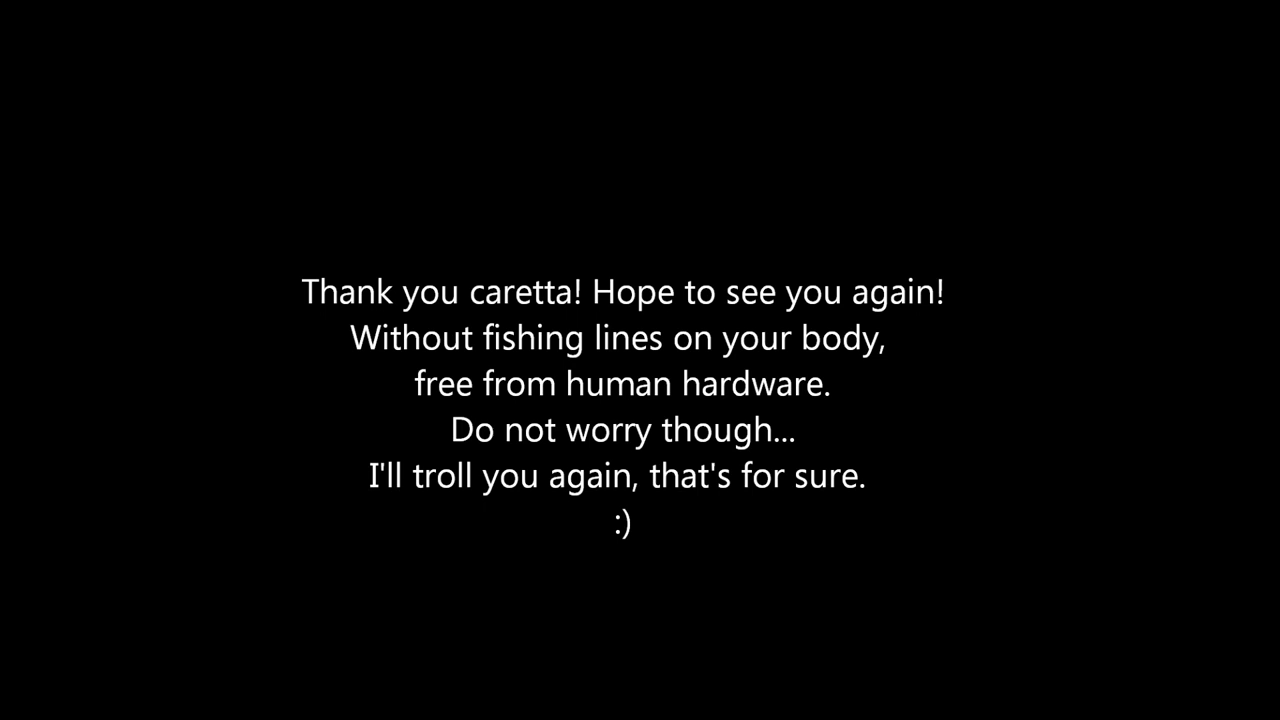 Thank you caretta! Hope to see you again!
Without fishing lines on your body,
free from human hardware.
Do not worry though...
I'll troll you again, that's for sure.
:)